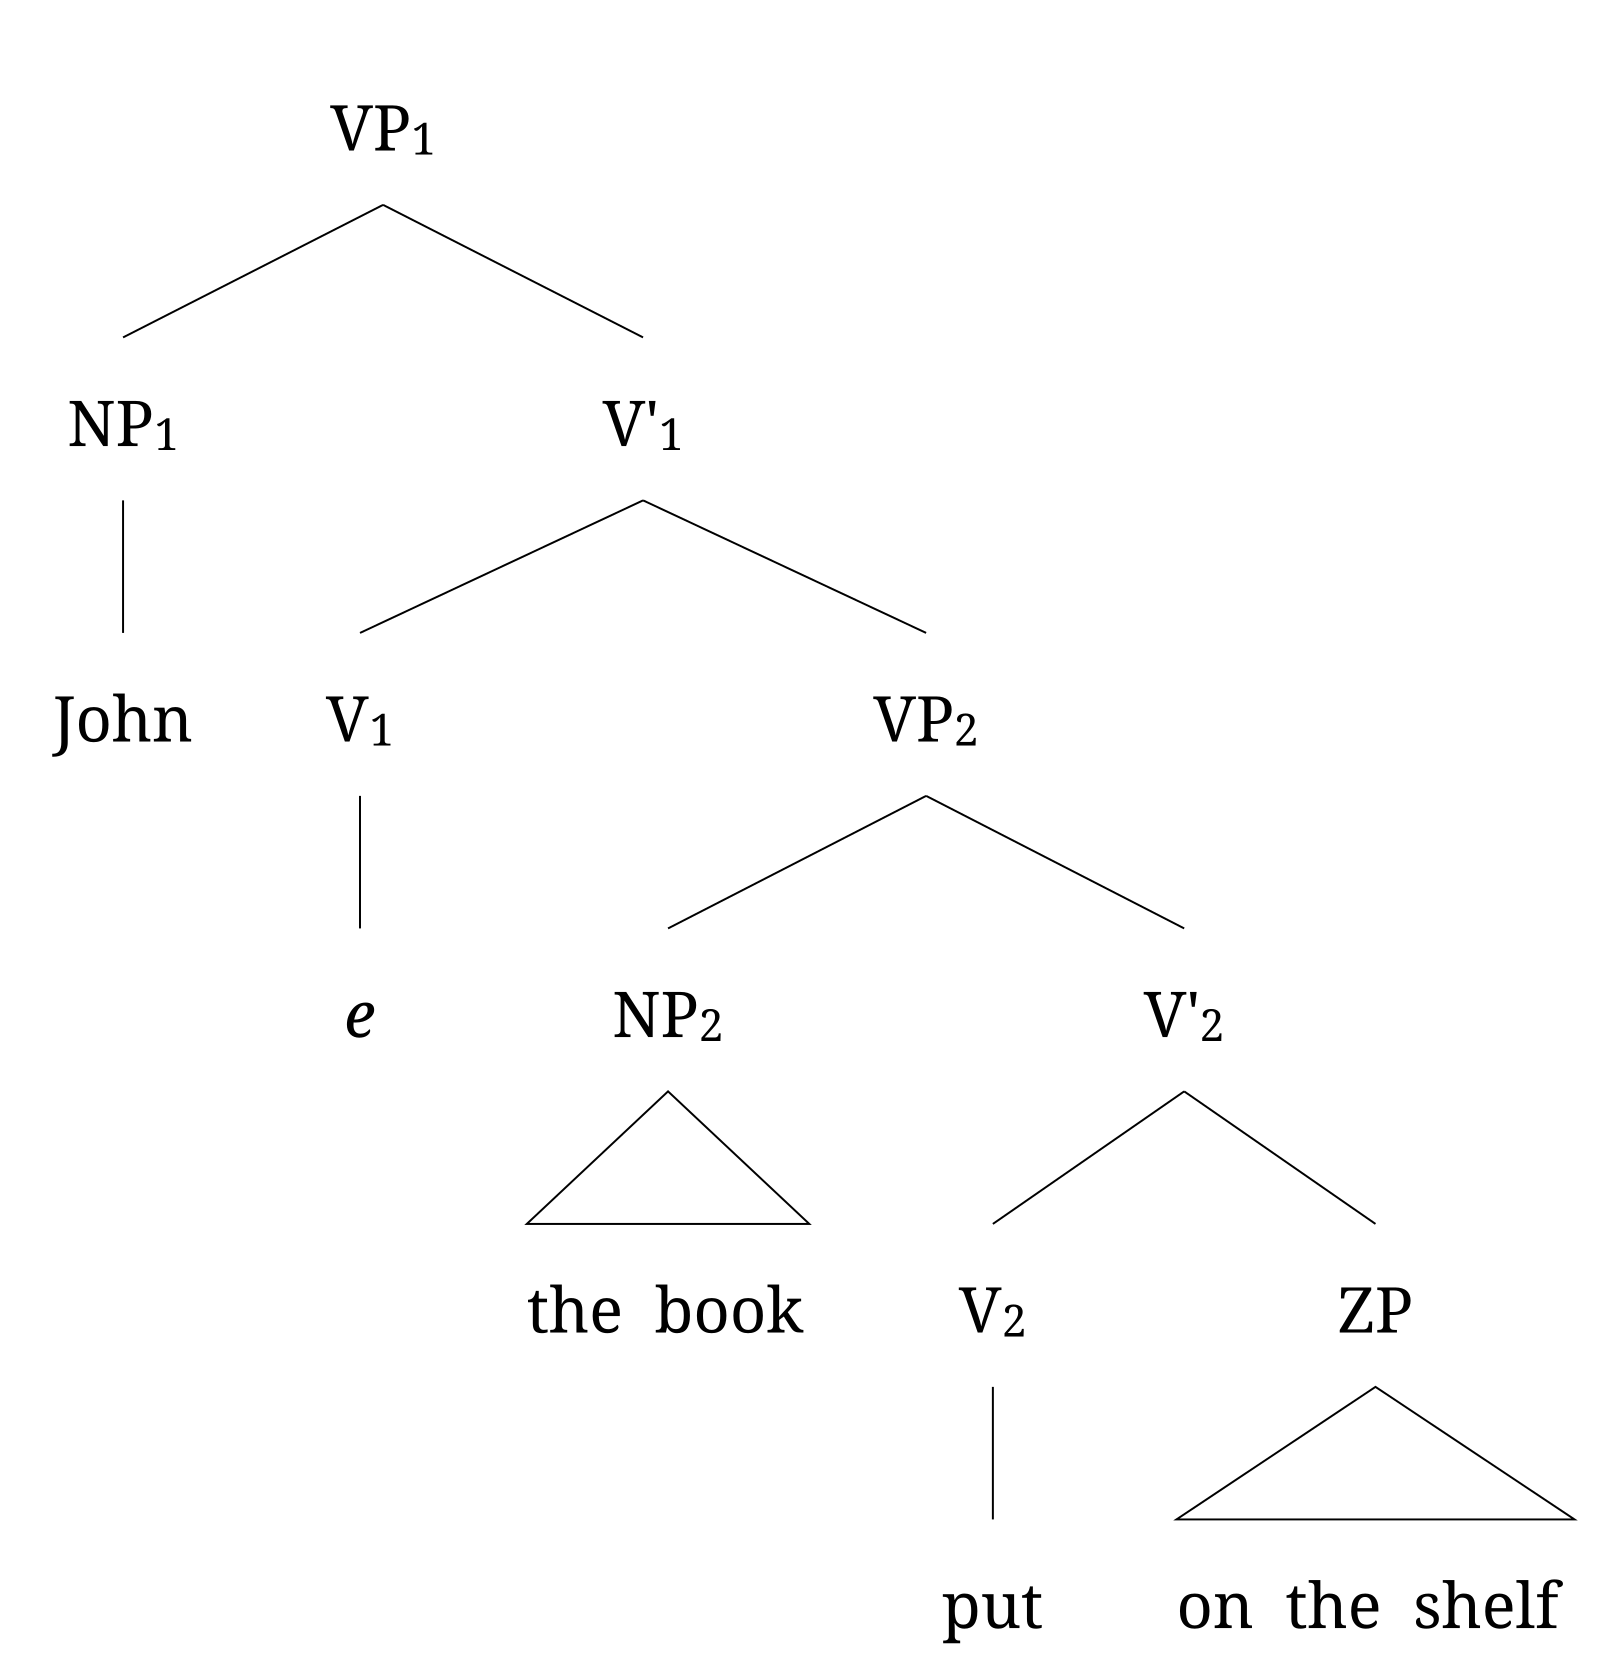 VP₁
NP₁ V'₁
John V₁ VP₂
e NP₂ V'₂
the book V₂ ZP
put on the shelf